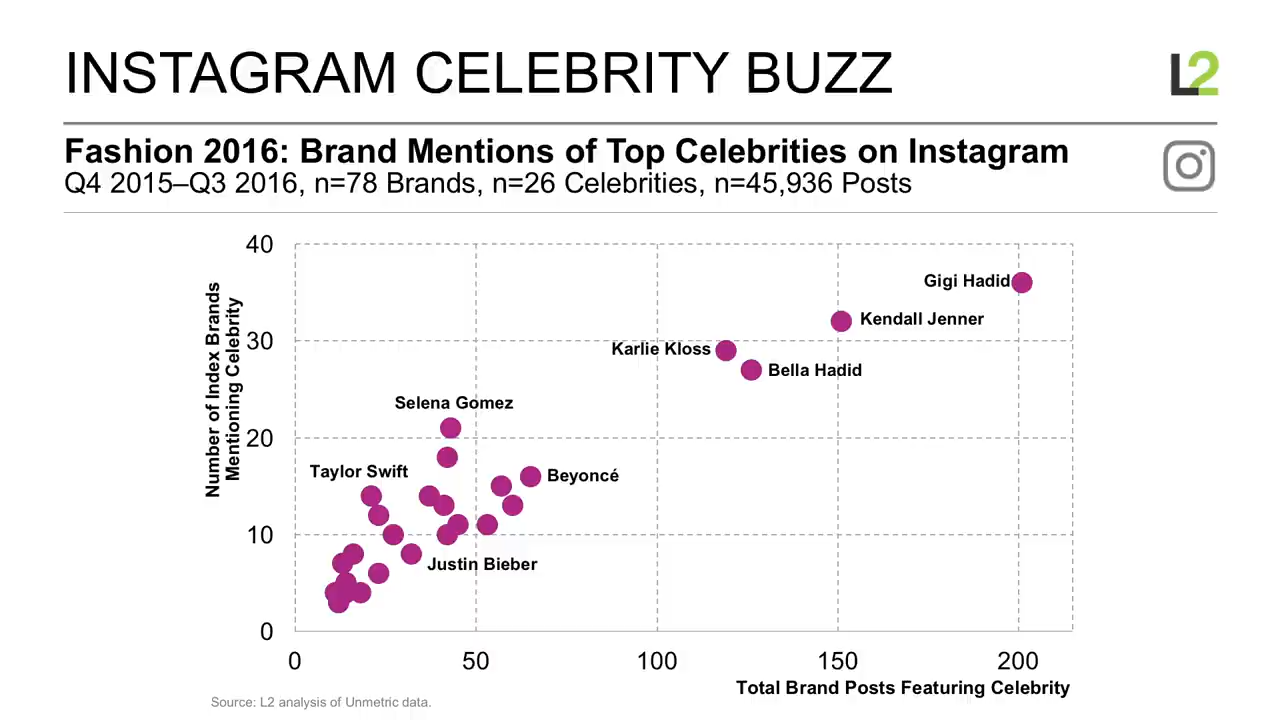 INSTAGRAM CELEBRITY BUZZ
L2
Fashion 2016: Brand Mentions of Top Celebrities on Instagram
Q4 2015–Q3 2016, n=78 Brands, n=26 Celebrities, n=45,936 Posts
Number of Index Brands
Mentioning Celebrity
40
30
20
10
0
Gigi Hadid
Kendall Jenner
Karlie Kloss
Bella Hadid
Selena Gomez
Taylor Swift
Beyoncé
Justin Bieber
0
50
100
150
200
Total Brand Posts Featuring Celebrity
Source: L2 analysis of Unmetric data.